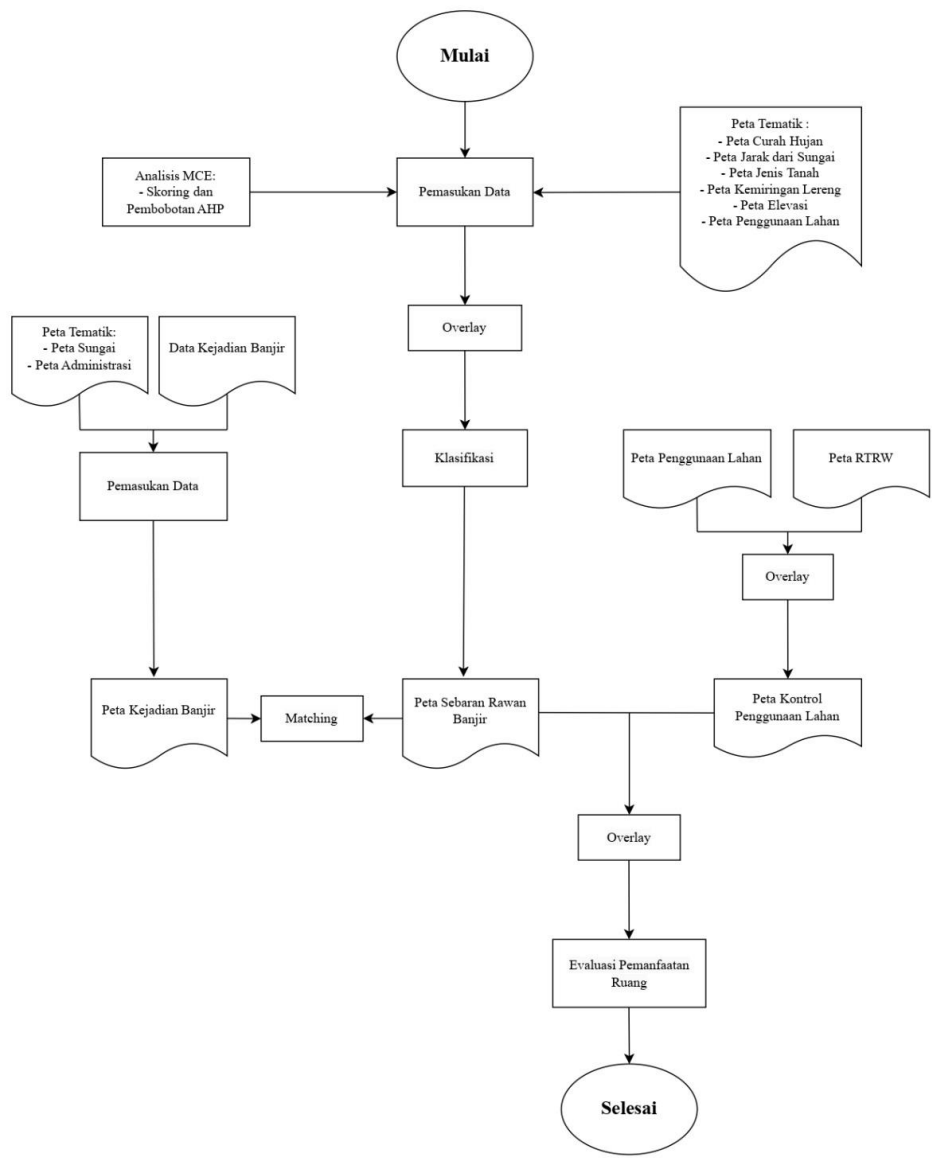 Mulai
Analisis MCE:
- Skoring dan
Pembobotan AHP
Pemasukan Data
Peta Tematik :
- Peta Curah Hujan
- Peta Jarak dari Sungai
- Peta Jenis Tanah
- Peta Kemiringan Lereng
- Peta Elevasi
- Peta Penggunaan Lahan
Overlay
Peta Tematik:
- Peta Sungai
- Peta Administrasi
Data Kejadian Banjir
Klasifikasi
Peta Penggunaan Lahan
Peta RTRW
Pemasukan Data
Overlay
Peta Kejadian Banjir
Matching
Peta Sebaran Rawan
Banjir
Peta Kontrol
Penggunaan Lahan
Overlay
Evaluasi Pemanfaatan
Ruang
Selesai